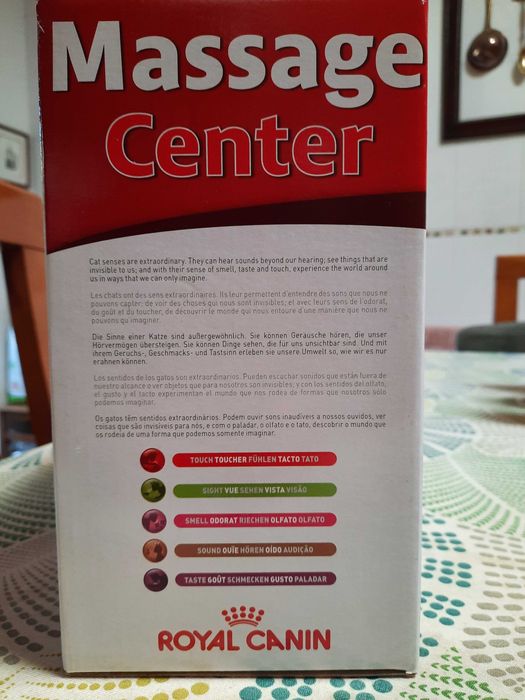 Massage
Center
Cat senses are extraordinary. They can hear sounds beyond our hearing; see things that are
invisible to us; and with their sense of smell, taste and touch, experience the world around
us in ways that we can only imagine.
Les chats ont des sens extraordinaires. Ils leur permettent d'entendre des sons que nous ne
pouvons capter; de voir des choses qui nous sont invisibles; et avec leurs sens de l'odorat,
du goût et du toucher, de découvrir le monde qui nous entoure d'une manière que nous ne
pouvons qu'imaginer.
Die Sinne einer Katze sind außergewöhnlich. Sie können Geräusche hören, die unser
Hörvermögen übersteigen. Sie können Dinge sehen, die für uns unsichtbar sind. Und mit
ihrem Geruchs-, Geschmacks- und Tastsinn erleben sie unsere Umwelt so, wie wir es nur
erahnen können.
Los sentidos de los gatos son extraordinarios. Pueden escuchar sonidos que están fuera de
nuestro alcance o ver objetos que para nosotros son invisibles; y con los sentidos del olfato,
el gusto y el tacto experimentan el mundo que nos rodea de formas que nosotros sólo
podemos imaginar.
Os gatos têm sentidos extraordinários. Podem ouvir sons inaudíveis a nossos ouvidos, ver
coisas que são invisíveis para nós, e com o paladar, o olfato e o tato, descobrir o mundo que
os rodeia de uma forma que podemos somente imaginar.
TOUCH TOUCHER FÜHLEN TACTO TATO
SIGHT VUE SEHEN VISTA VISÃO
SMELL ODORAT RIECHEN OLFATO OLFATO
SOUND OUÏE HÖREN OÍDO AUDIÇÃO
TASTE GOÛT SCHMECKEN GUSTO PALADAR
ROYAL CANIN